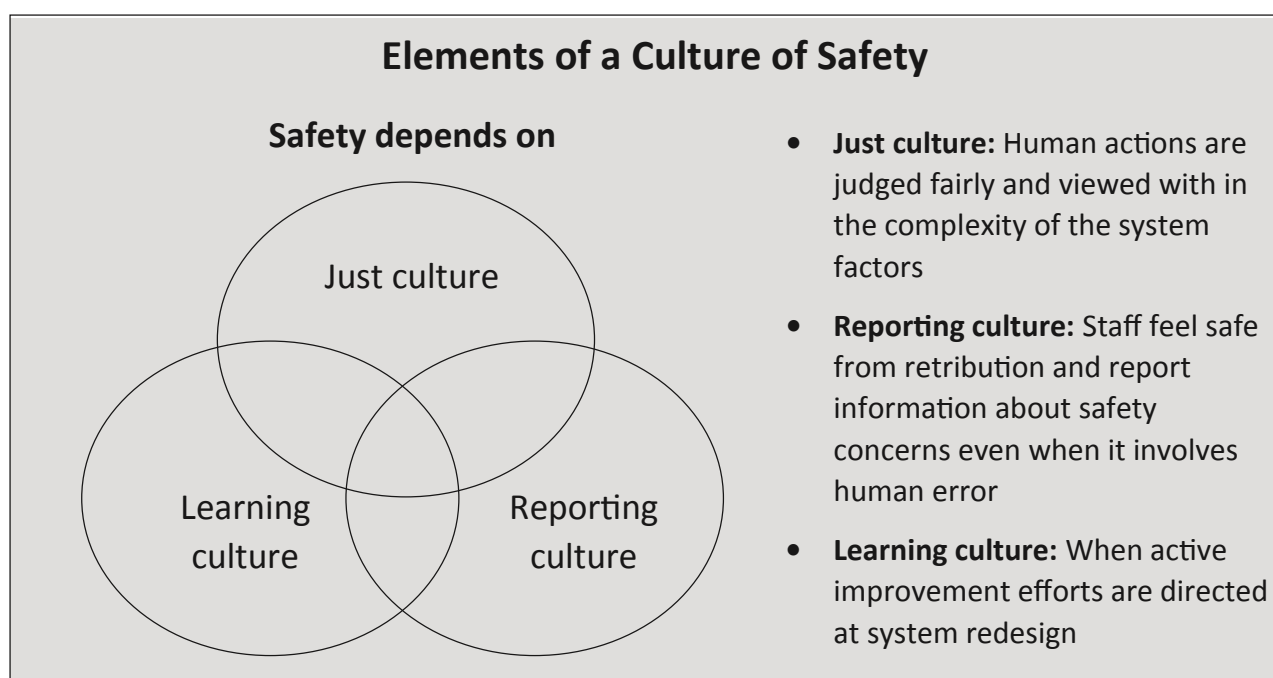 Elements of a Culture of Safety
Safety depends on
Just culture
Learning
culture
Reporting
culture
• Just culture: Human actions are
judged fairly and viewed with in
the complexity of the system
factors
• Reporting culture: Staff feel safe
from retribution and report
information about safety
concerns even when it involves
human error
• Learning culture: When active
improvement efforts are directed
at system redesign